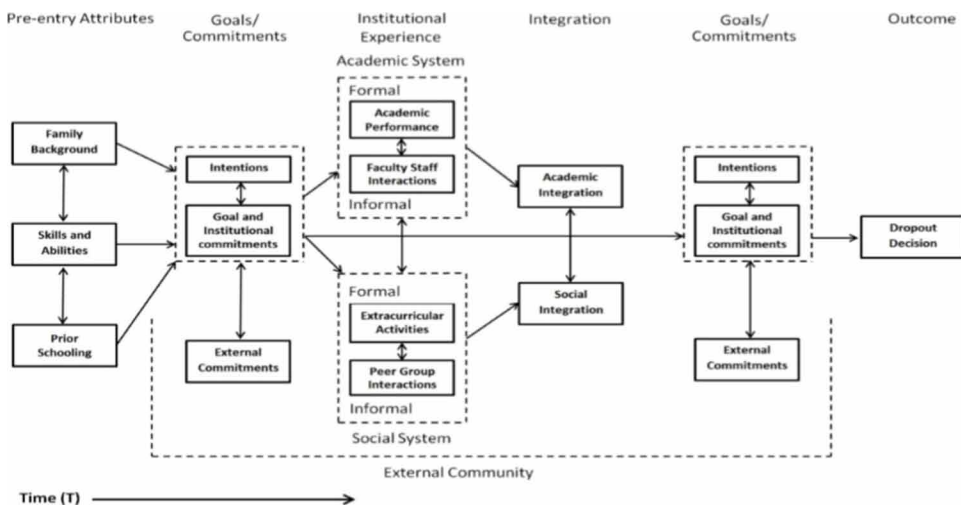 Pre-entry Attributes
Goals/
Commitments
Institutional
Experience
Integration
Goals/
Commitments
Outcome
Academic System
Formal
Academic
Performance
Faculty Staff
Interactions
Informal
Family
Background
Skills and
Abilities
Prior
Schooling
Intentions
Goal and
Institutional
commitments
External
Commitments
Formal
Extracurricular
Activities
Peer Group
Interactions
Informal
Social System
Academic
Integration
Social
Integration
Intentions
Goal and
Institutional
commitments
External
Commitments
Dropout
Decision
External Community
Time (T)